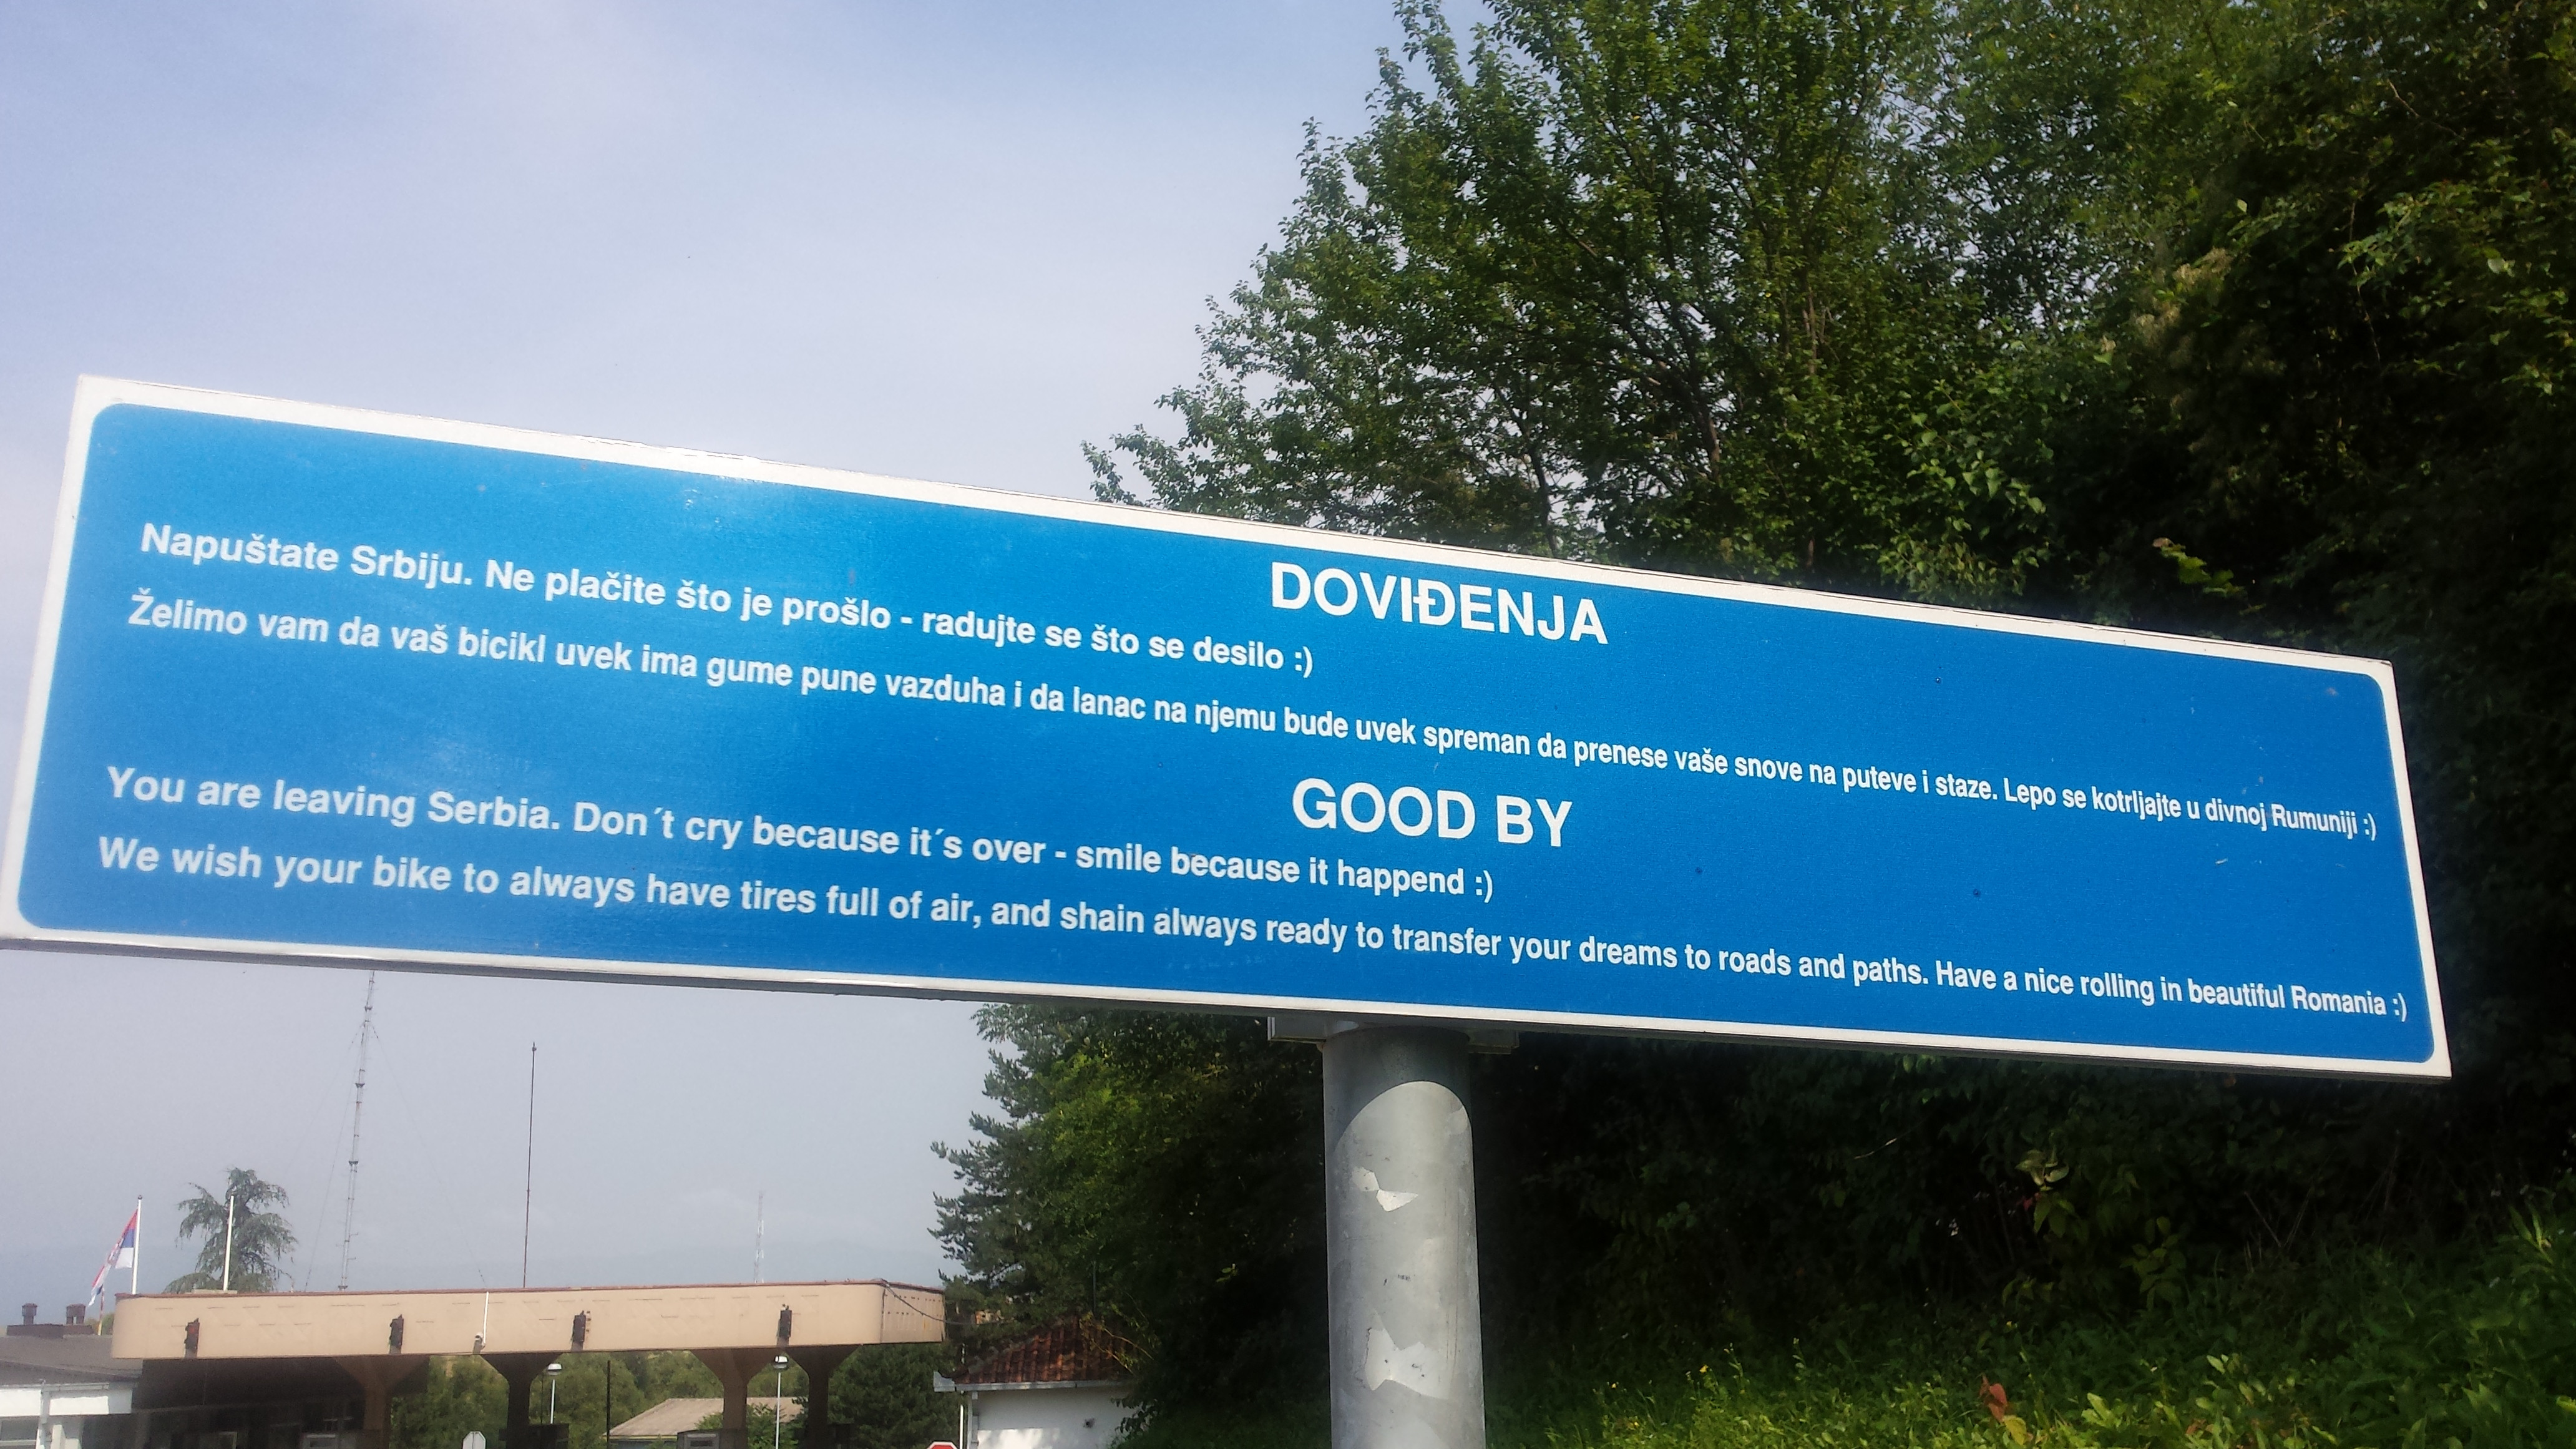 DOVIĐENJA
Napuštate Srbiju. Ne plačite što je prošlo - radujte se što se desilo :)
Želimo vam da vaš bicikl uvek ima gume pune vazduha i da lanac na njemu bude uvek spreman da prenese vaše snove na puteve i staze. Lepo se kotrljajte u divnoj Rumuniji :)
GOOD BY
You are leaving Serbia. Don´t cry because it´s over - smile because it happend :)
We wish your bike to always have tires full of air, and shain always ready to transfer your dreams to roads and paths. Have a nice rolling in beautiful Romania :)